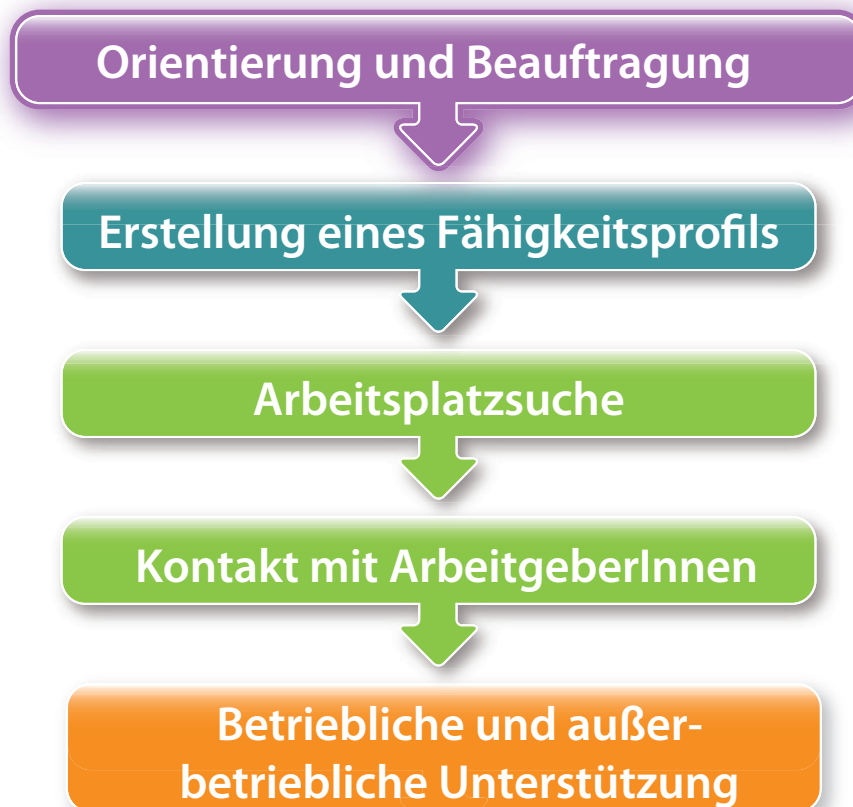 Orientierung und Beauftragung
Erstellung eines Fähigkeitsprofils
Arbeitsplatzsuche
Kontakt mit ArbeitgeberInnen
Betriebliche und außer-
betriebliche Unterstützung